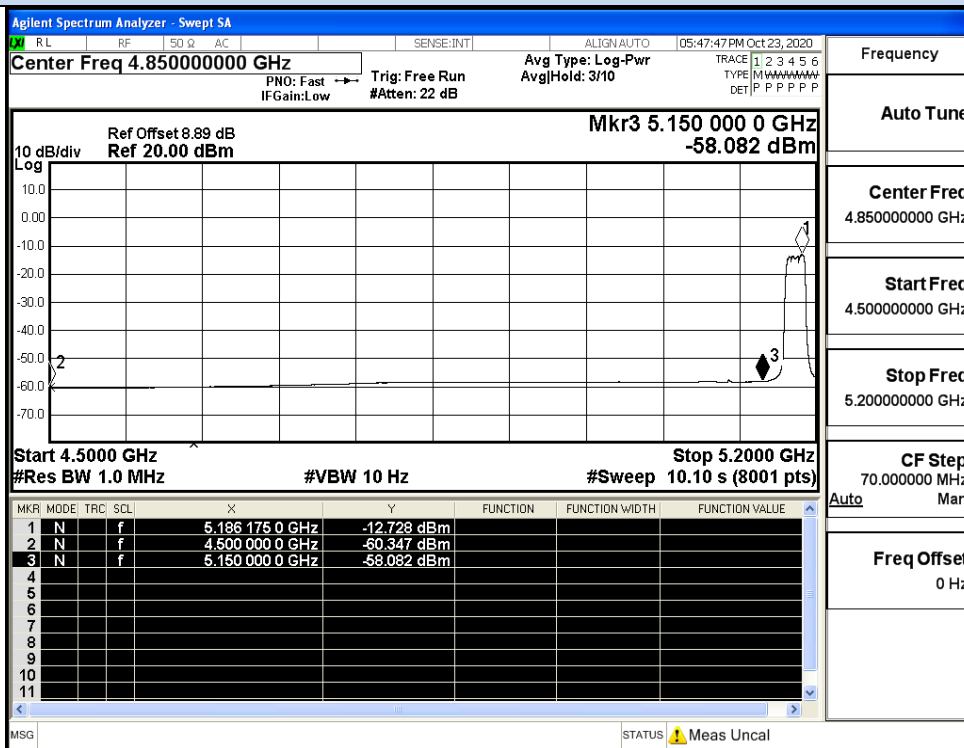 Agilent Spectrum Analyzer - Swept SA
LXI RL RF 50 Ω AC SENSE:INT ALIGN AUTO 05:47:47 PM Oct 23, 2020
Center Freq 4.850000000 GHz
PNO: Fast
IFGain:Low
Trig: Free Run
#Atten: 22 dB
Avg Type: Log-Pwr
Avg|Hold: 3/10
TRACE 1 2 3 4 5 6
TYPE M WWWWW
DET P P P P P P
Mkr3 5.150 000 0 GHz
-58.082 dBm
Ref Offset 8.89 dB
10 dB/div Ref 20.00 dBm
Log
10.0
0.00
-10.0
-20.0
-30.0
-40.0
-50.0
-60.0
-70.0
1
2
3
Start 4.5000 GHz Stop 5.2000 GHz
#Res BW 1.0 MHz #VBW 10 Hz #Sweep 10.10 s (8001 pts)
MKR MODE TRC SCL X Y FUNCTION FUNCTION WIDTH FUNCTION VALUE
1 N f 5.186 175 0 GHz -12.728 dBm
2 N f 4.500 000 0 GHz -60.347 dBm
3 N f 5.150 000 0 GHz -58.082 dBm
4
5
6
7
8
9
10
11
MSG STATUS Meas Uncal
Frequency
Auto Tune
Center Freq
4.850000000 GHz
Start Freq
4.500000000 GHz
Stop Freq
5.200000000 GHz
CF Step
70.000000 MHz
Auto Man
Freq Offset
0 Hz